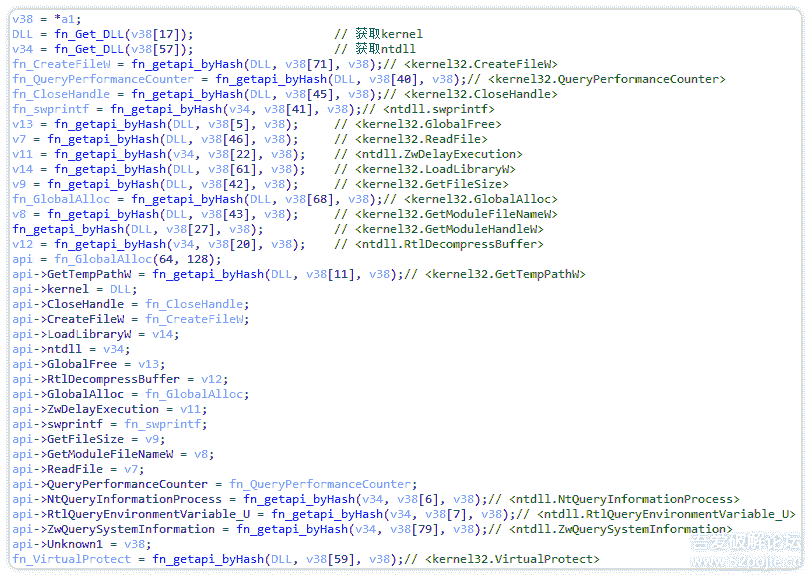 v38 = *a1;
DLL = fn_Get_DLL(v38[17]); // 获取kernel
v34 = fn_Get_DLL(v38[57]); // 获取ntdll
fn_CreateFileW = fn_getapi_byHash(DLL, v38[71], v38);// <kernel32.CreateFileW>
fn_QueryPerformanceCounter = fn_getapi_byHash(DLL, v38[40], v38);// <kernel32.QueryPerformanceCounter>
fn_CloseHandle = fn_getapi_byHash(DLL, v38[45], v38);// <kernel32.CloseHandle>
fn_swprintf = fn_getapi_byHash(v34, v38[41], v38);// <ntdll.swprintf>
v13 = fn_getapi_byHash(DLL, v38[5], v38); // <kernel32.GlobalFree>
v7 = fn_getapi_byHash(DLL, v38[46], v38); // <kernel32.ReadFile>
v11 = fn_getapi_byHash(v34, v38[22], v38); // <ntdll.ZwDelayExecution>
v14 = fn_getapi_byHash(DLL, v38[61], v38); // <kernel32.LoadLibraryW>
v9 = fn_getapi_byHash(DLL, v38[42], v38); // <kernel32.GetFileSize>
fn_GlobalAlloc = fn_getapi_byHash(DLL, v38[68], v38);// <kernel32.GlobalAlloc>
v8 = fn_getapi_byHash(DLL, v38[43], v38); // <kernel32.GetModuleFileNameW>
fn_getapi_byHash(DLL, v38[27], v38); // <kernel32.GetModuleHandleW>
v12 = fn_getapi_byHash(v34, v38[20], v38); // <ntdll.RtlDecompressBuffer>
api = fn_GlobalAlloc(64, 128);
api->GetTempPathW = fn_getapi_byHash(DLL, v38[11], v38);// <kernel32.GetTempPathW>
api->kernel = DLL;
api->CloseHandle = fn_CloseHandle;
api->CreateFileW = fn_CreateFileW;
api->LoadLibraryW = v14;
api->ntdll = v34;
api->GlobalFree = v13;
api->RtlDecompressBuffer = v12;
api->GlobalAlloc = fn_GlobalAlloc;
api->ZwDelayExecution = v11;
api->swprintf = fn_swprintf;
api->GetFileSize = v9;
api->GetModuleFileNameW = v8;
api->ReadFile = v7;
api->QueryPerformanceCounter = fn_QueryPerformanceCounter;
api->NtQueryInformationProcess = fn_getapi_byHash(v34, v38[6], v38);// <ntdll.NtQueryInformationProcess>
api->RtlQueryEnvironmentVariable_U = fn_getapi_byHash(v34, v38[7], v38);// <ntdll.RtlQueryEnvironmentVariable_U>
api->ZwQuerySystemInformation = fn_getapi_byHash(v34, v38[79], v38);// <ntdll.ZwQuerySystemInformation>
api->Unknown1 = v38;
fn_VirtualProtect = fn_getapi_byHash(DLL, v38[59], v38);// <kernel32.VirtualProtect>
吾爱破解论坛
www.52pojie.cn